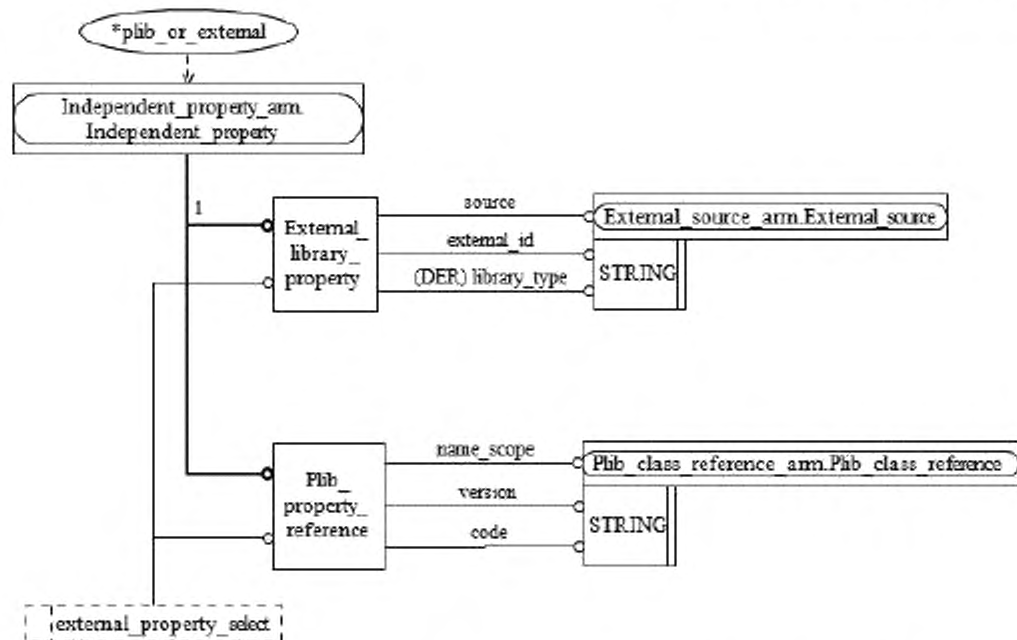 *plib_or_external
Independent_property_arm.
Independent_property
1
External_
library_
property
source
External_source_arm.External_source
external_id
(DER) library_type
STRING
Plib_
property_
reference
name_scope
Plib_class_reference_arm.Plib_class_reference
version
code
STRING
external_property_select